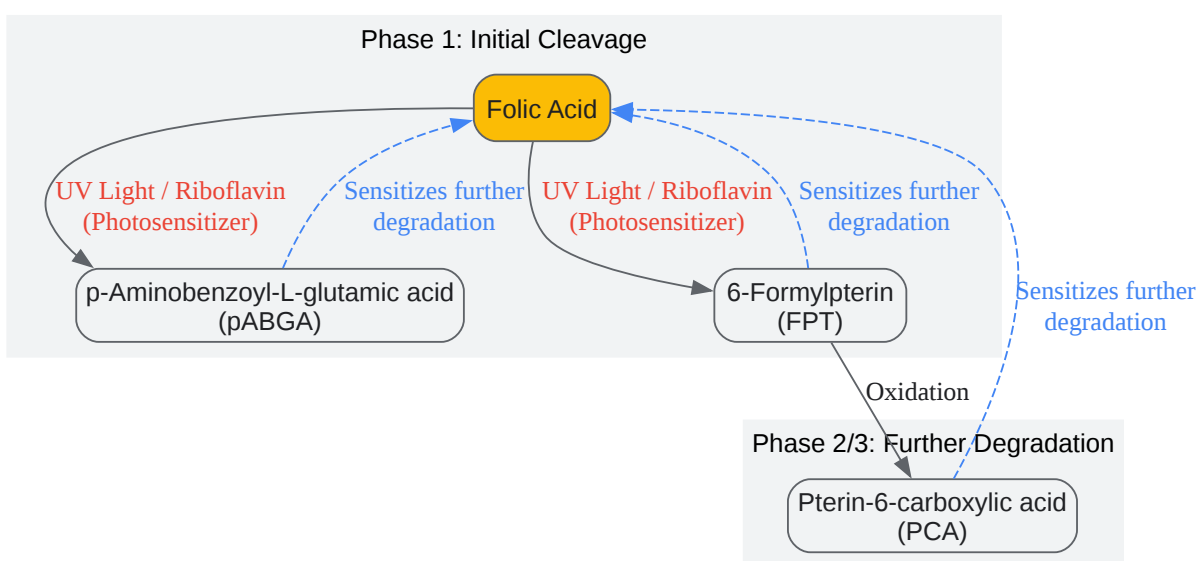 Phase 1: Initial Cleavage
Folic Acid
UV Light / Riboflavin
(Photosensitizer)
Sensitizes further
degradation
UV Light / Riboflavin
(Photosensitizer)
Sensitizes further
degradation
p-Aminobenzoyl-L-glutamic acid
(pABGA)
6-Formylpterin
(FPT)
Sensitizes further
degradation
Oxidation
Phase 2/3: Further Degradation
Pterin-6-carboxylic acid
(PCA)